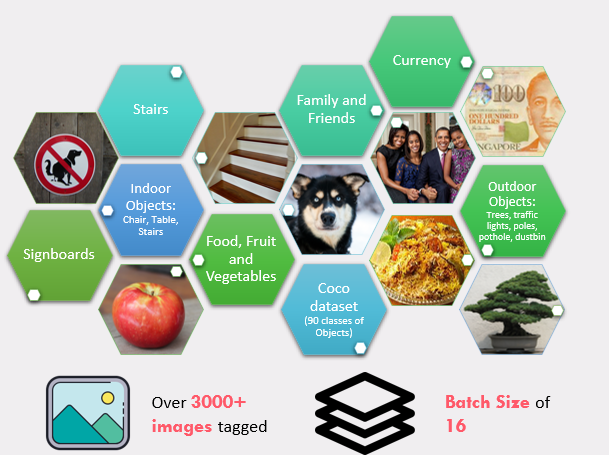 Currency
Stairs
Family and
Friends
100
ONE HUNDRED
DOLLARS
SINGAPORE
Indoor
Objects:
Chair, Table,
Stairs
Outdoor
Objects:
Trees, traffic
lights, poles,
pothole, dustbin
Signboards
Food, Fruit
and
Vegetables
Coco
dataset
(90 classes of
Objects)
Over 3000+
images tagged
Batch Size of
16